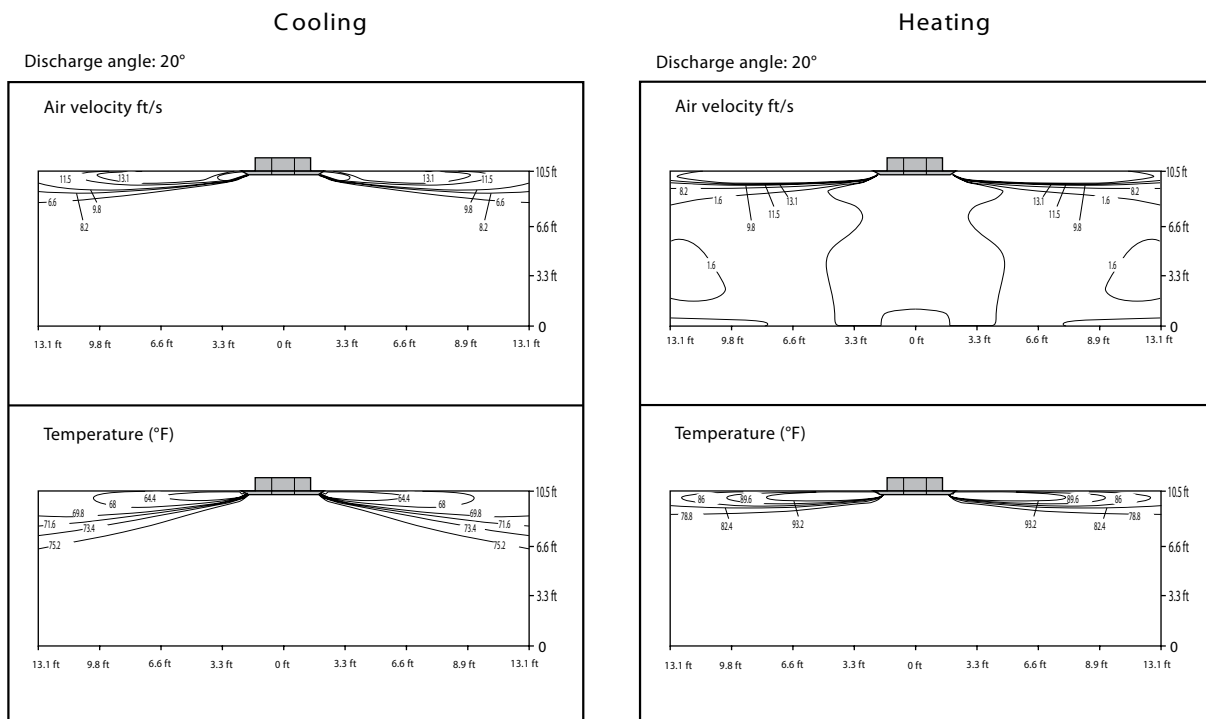 Cooling
Discharge angle: 20°
Air velocity ft/s
11.5 13.1 13.1 11.5
6.6 9.8 9.8 6.6
8.2 8.2
10.5 ft
6.6 ft
3.3 ft
0
13.1 ft 9.8 ft 6.6 ft 3.3 ft 0 ft 3.3 ft 6.6 ft 8.9 ft 13.1 ft
Temperature (°F)
64.4 64.4
68 68
69.8 69.8
71.6 71.6
73.4 73.4
75.2 75.2
10.5 ft
6.6 ft
3.3 ft
0
13.1 ft 9.8 ft 6.6 ft 3.3 ft 0 ft 3.3 ft 6.6 ft 8.9 ft 13.1 ft
Heating
Discharge angle: 20°
Air velocity ft/s
8.2 8.2
1.6 13.1 13.1 1.6
11.5 11.5
9.8 9.8
1.6 1.6
10.5 ft
6.6 ft
3.3 ft
0
13.1 ft 9.8 ft 6.6 ft 3.3 ft 0 ft 3.3 ft 6.6 ft 8.9 ft 13.1 ft
Temperature (°F)
86 89.6 89.6 86
78.8 78.8
82.4 93.2 93.2 82.4
10.5 ft
6.6 ft
3.3 ft
0
13.1 ft 9.8 ft 6.6 ft 3.3 ft 0 ft 3.3 ft 6.6 ft 8.9 ft 13.1 ft